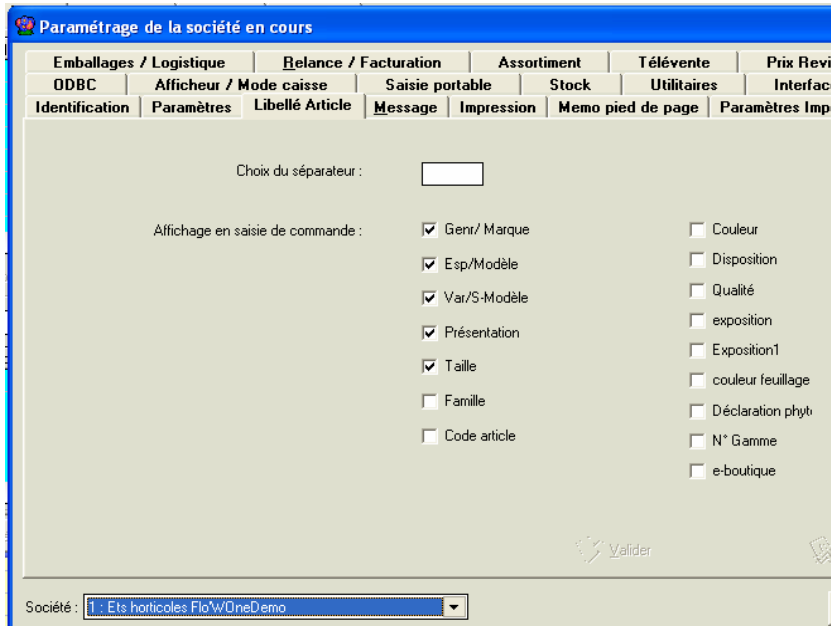 Paramétrage de la société en cours
Emballages / Logistique Relance / Facturation Assortiment Télévente Prix Revi
ODBC Afficheur / Mode caisse Saisie portable Stock Utilitaires Interfac
Identification Paramètres Libellé Article Message Impression Memo pied de page Paramètres Imp
Choix du séparateur :
Affichage en saisie de commande : Genr/ Marque Couleur
Esp/Modèle Disposition
Var/S-Modèle Qualité
Présentation exposition
Taille Exposition1
Famille couleur feuillage
Code article Déclaration phyt
N° Gamme
e-boutique
Valider
Société : 1 : Ets horticoles Flo'WOneDemo